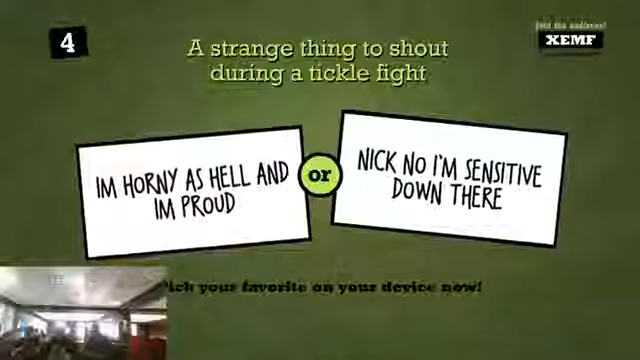 4
A strange thing to shout
during a tickle fight
Join the audience!
XEMF
IM HORNY AS HELL AND
IM PROUD
or
NICK NO I'M SENSITIVE
DOWN THERE
Pick your favorite on your device now!